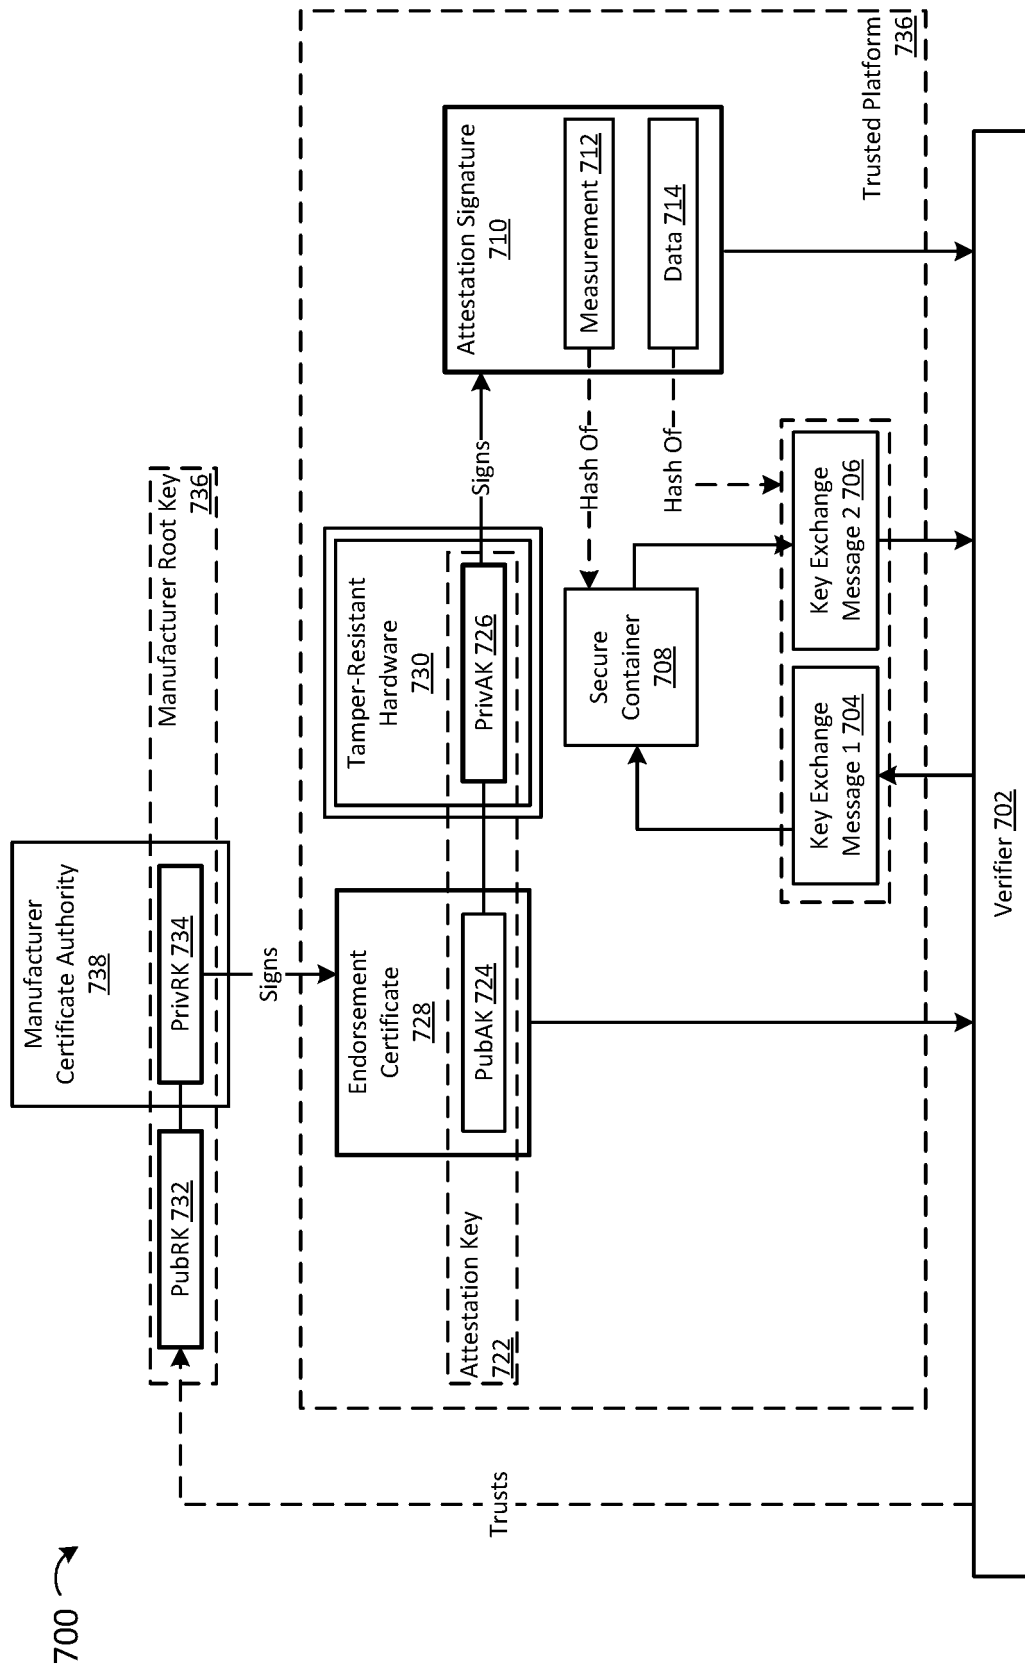 700
Manufacturer
Certificate Authority
738
Manufacturer Root Key
736
PubRK 732
PrivRK 734
Signs
Trusts
Trusted Platform
736
Endorsement
Certificate
728
PubAK 724
Attestation Key
722
Tamper-Resistant
Hardware
730
PrivAK 726
Signs
Attestation Signature
710
Measurement 712
Data 714
Hash Of
Hash Of
Secure
Container
708
Key Exchange
Message 1 704
Key Exchange
Message 2 706
Verifier 702